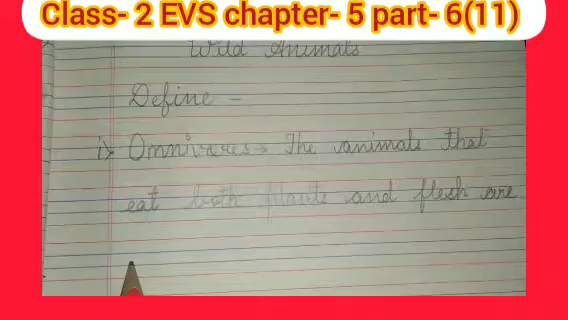 Class- 2 EVS chapter- 5 part- 6(11)
Wild Animals
Define -
i> Omnivores → The animals that
eat both plants and flesh are